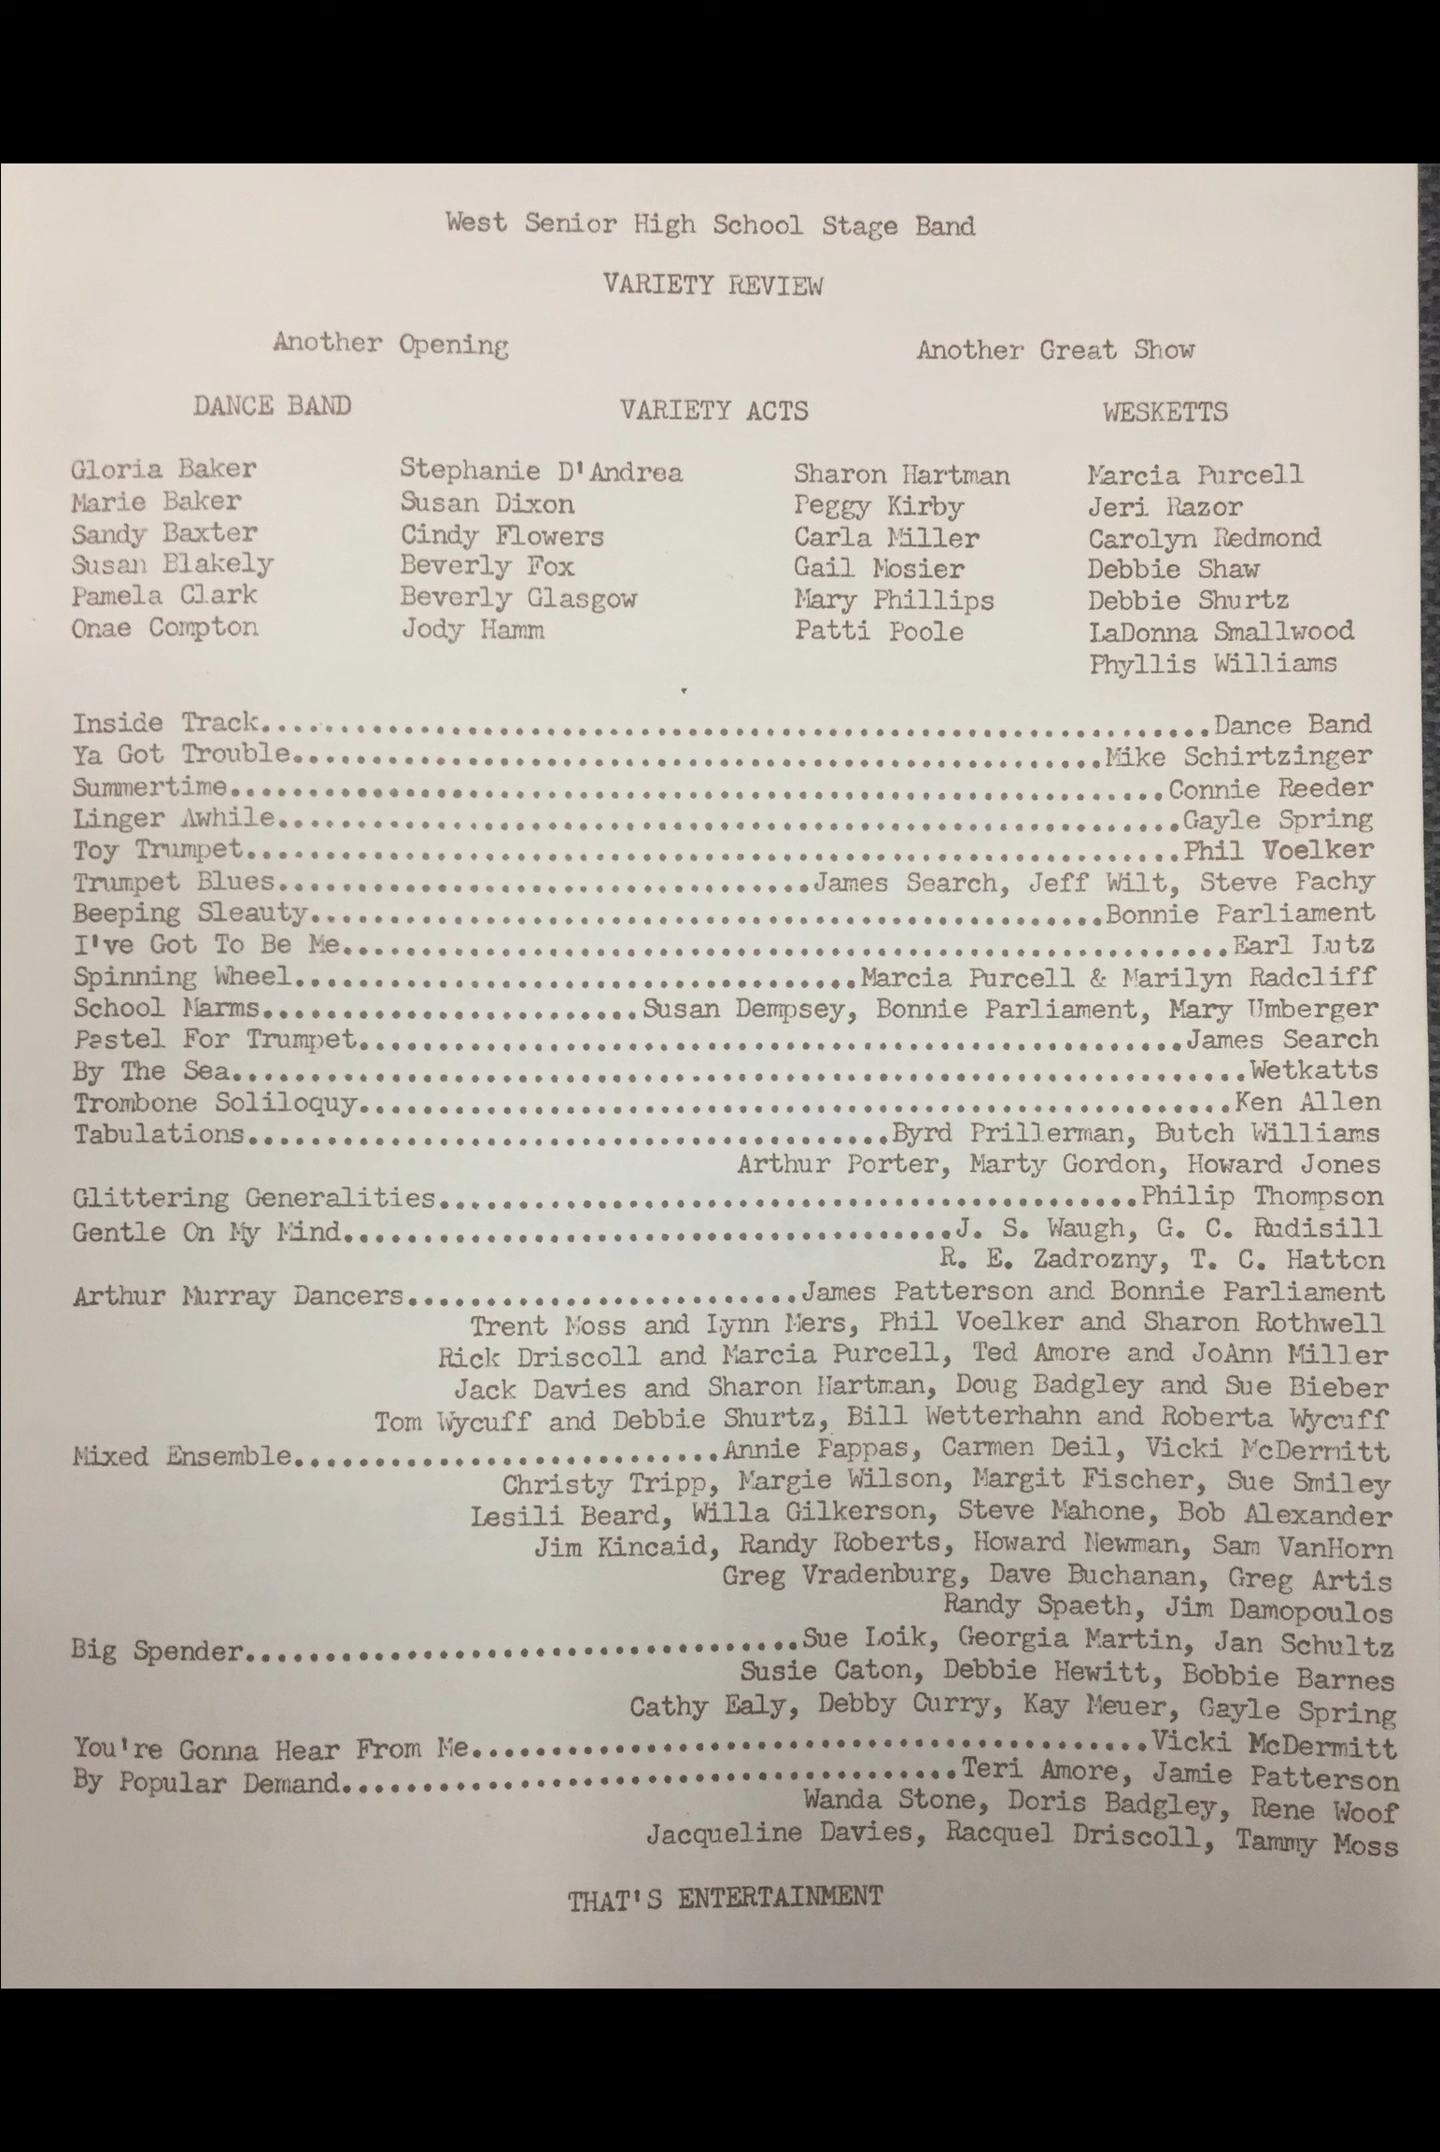 West Senior High School Stage Band
VARIETY REVIEW
Another Opening Another Great Show
DANCE BAND VARIETY ACTS WESKETTS
Gloria Baker Stephanie D'Andrea Sharon Hartman Marcia Purcell
Marie Baker Susan Dixon Peggy Kirby Jeri Razor
Sandy Baxter Cindy Flowers Carla Miller Carolyn Redmond
Susan Blakely Beverly Fox Gail Mosier Debbie Shaw
Pamela Clark Beverly Glasgow Mary Phillips Debbie Shurtz
Onae Compton Jody Hamm Patti Poole LaDonna Smallwood
Phyllis Williams
Inside Track............................................................Dance Band
Ya Got Trouble...................................................Mike Schirtzinger
Summertime...........................................................Connie Reeder
Linger Awhile.........................................................Gayle Spring
Toy Trumpet...........................................................Phil Voelker
Trumpet Blues..................................James Search, Jeff Wilt, Steve Pachy
Beeping Sleauty..................................................Bonnie Parliament
I've Got To Be Me........................................................Earl Lutz
Spinning Wheel....................................Marcia Purcell & Marilyn Radcliff
School Marms........................Susan Dempsey, Bonnie Parliament, Mary Umberger
Pastel For Trumpet....................................................James Search
By The Sea................................................................Wetkatts
Trombone Soliloquy.......................................................Ken Allen
Tabulations.........................................Byrd Prillerman, Butch Williams
Arthur Porter, Marty Gordon, Howard Jones
Glittering Generalities............................................Philip Thompson
Gentle On My Mind.......................................J. S. Waugh, G. C. Rudisill
R. E. Zadrozny, T. C. Hatton
Arthur Murray Dancers.........................James Patterson and Bonnie Parliament
Trent Moss and Lynn Mers, Phil Voelker and Sharon Rothwell
Rick Driscoll and Marcia Purcell, Ted Amore and JoAnn Miller
Jack Davies and Sharon Hartman, Doug Badgley and Sue Bieber
Tom Wycuff and Debbie Shurtz, Bill Wetterhahn and Roberta Wycuff
Mixed Ensemble...........................Annie Pappas, Carmen Deil, Vicki McDermitt
Christy Tripp, Margie Wilson, Margit Fischer, Sue Smiley
Lesili Beard, Willa Gilkerson, Steve Mahone, Bob Alexander
Jim Kincaid, Randy Roberts, Howard Newman, Sam VanHorn
Greg Vradenburg, Dave Buchanan, Greg Artis
Randy Spaeth, Jim Damopoulos
Big Spender...................................Sue Loik, Georgia Martin, Jan Schultz
Susie Caton, Debbie Hewitt, Bobbie Barnes
Cathy Ealy, Debby Curry, Kay Meuer, Gayle Spring
You're Gonna Hear From Me...........................................Vicki McDermitt
By Popular Demand.......................................Teri Amore, Jamie Patterson
Wanda Stone, Doris Badgley, Rene Woof
Jacqueline Davies, Racquel Driscoll, Tammy Moss
THAT'S ENTERTAINMENT